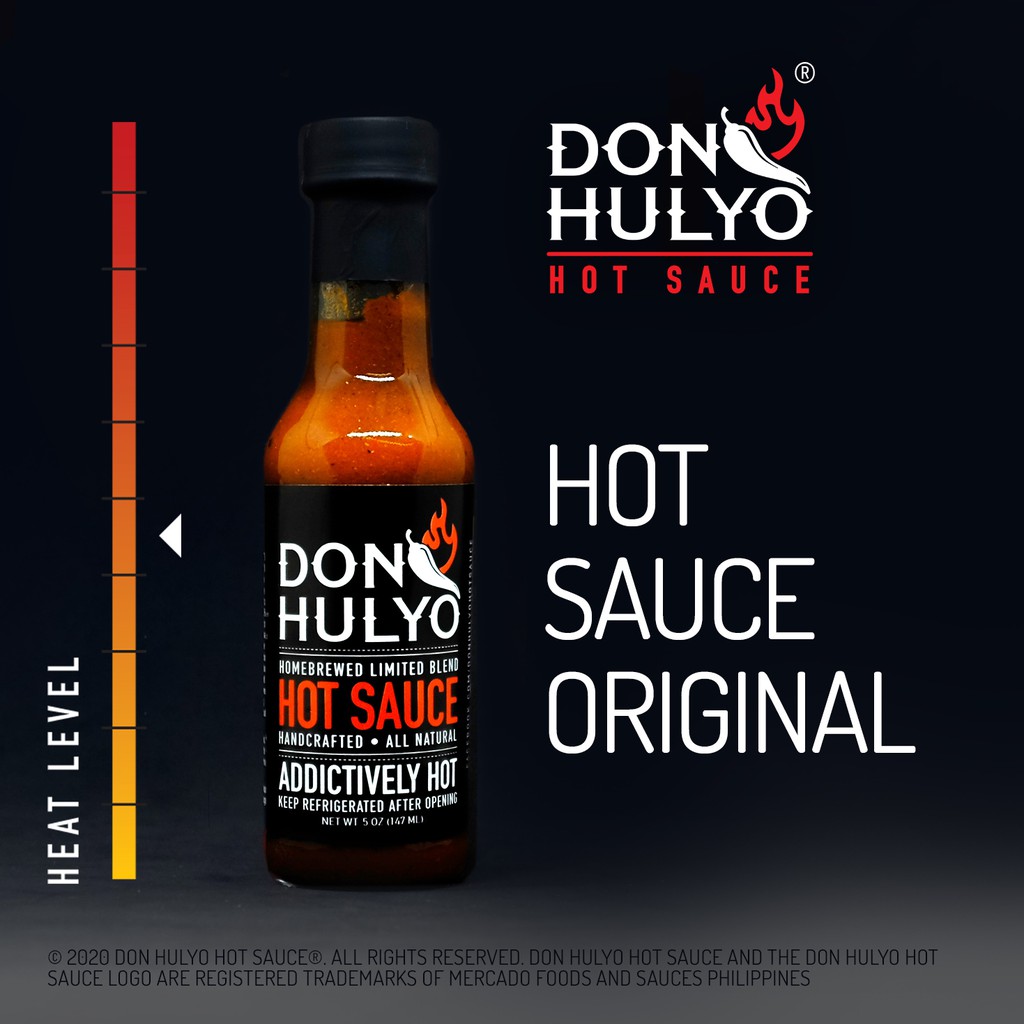 ®
DON
HULYO
HOT SAUCE
HOT
SAUCE
ORIGINAL
HEAT LEVEL
DON
HULYO
HOMEBREWED LIMITED BLEND
HOT SAUCE
HANDCRAFTED • ALL NATURAL
ADDICTIVELY HOT
KEEP REFRIGERATED AFTER OPENING
NET WT 5 OZ (147 ML)
© 2020 DON HULYO HOT SAUCE®. ALL RIGHTS RESERVED. DON HULYO HOT SAUCE AND THE DON HULYO HOT
SAUCE LOGO ARE REGISTERED TRADEMARKS OF MERCADO FOODS AND SAUCES PHILIPPINES